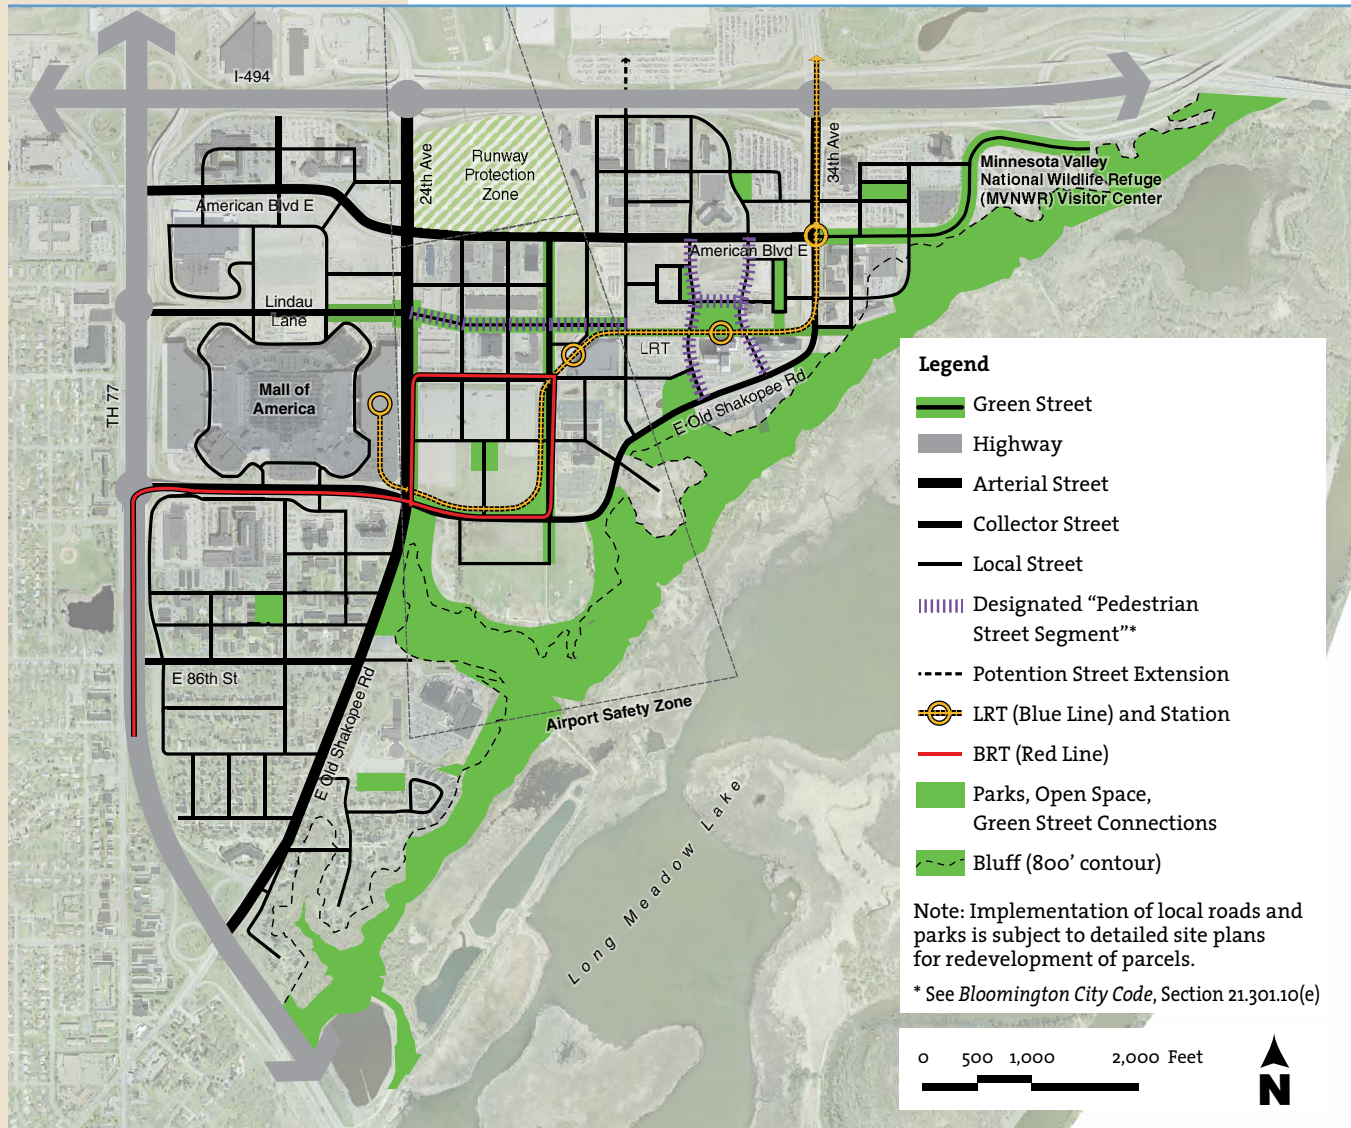 I-494
24th Ave
Runway
Protection
Zone
34th Ave
Minnesota Valley
National Wildlife Refuge
(MVNWR) Visitor Center
American Blvd E
American Blvd E
Lindau
Lane
LRT
TH 77
Mall of
America
E Old Shakopee Rd
E 86th St
E Old Shakopee Rd
Airport Safety Zone
Long Meadow Lake
Legend
Green Street
Highway
Arterial Street
Collector Street
Local Street
Designated “Pedestrian
Street Segment”*
Potention Street Extension
LRT (Blue Line) and Station
BRT (Red Line)
Parks, Open Space,
Green Street Connections
Bluff (800’ contour)
Note: Implementation of local roads and
parks is subject to detailed site plans
for redevelopment of parcels.
* See Bloomington City Code, Section 21.301.10(e)
0 500 1,000 2,000 Feet
N